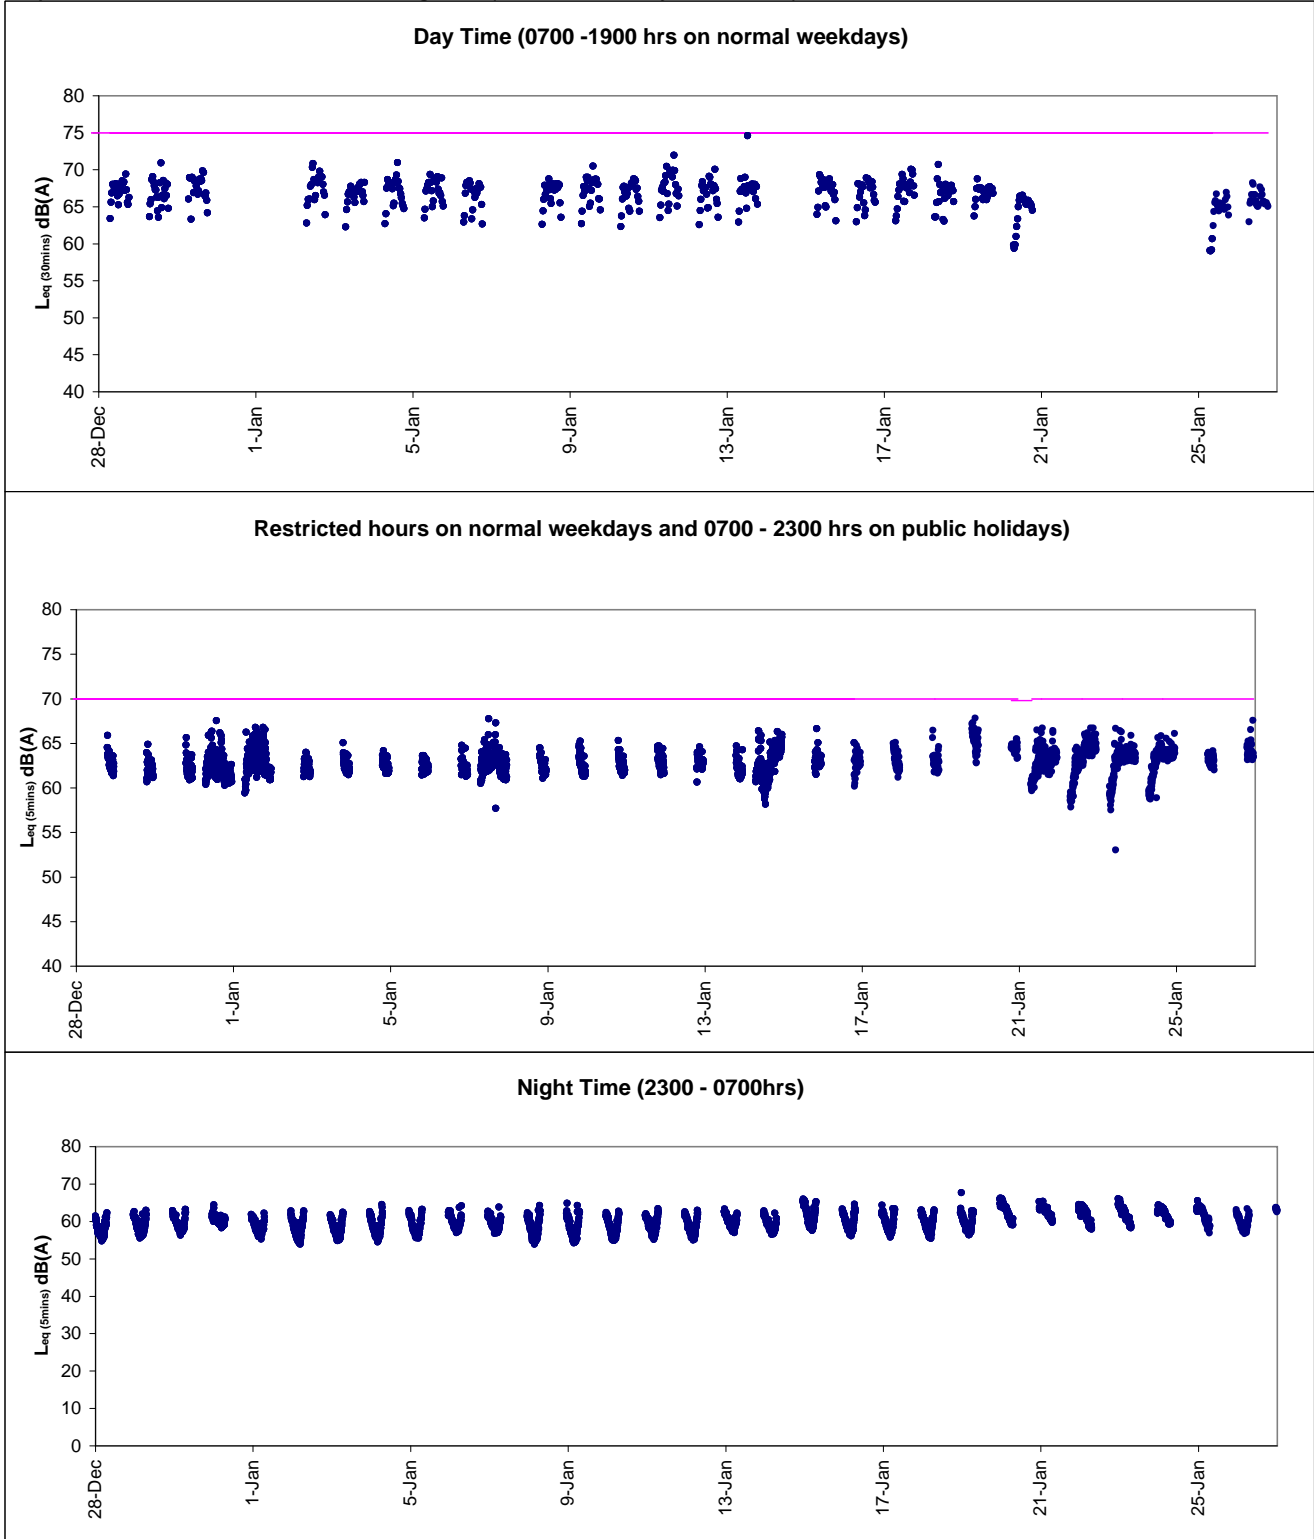 Day Time (0700 -1900 hrs on normal weekdays)
80
75
70
65
60
55
50
45
40
Leq (30mins) dB(A)
28-Dec
1-Jan
5-Jan
9-Jan
13-Jan
17-Jan
21-Jan
25-Jan
Restricted hours on normal weekdays and 0700 - 2300 hrs on public holidays)
80
75
70
65
60
55
50
45
40
Leq (5mins) dB(A)
28-Dec
1-Jan
5-Jan
9-Jan
13-Jan
17-Jan
21-Jan
25-Jan
Night Time (2300 - 0700hrs)
80
70
60
50
40
30
20
10
0
Leq (5mins) dB(A)
28-Dec
1-Jan
5-Jan
9-Jan
13-Jan
17-Jan
21-Jan
25-Jan